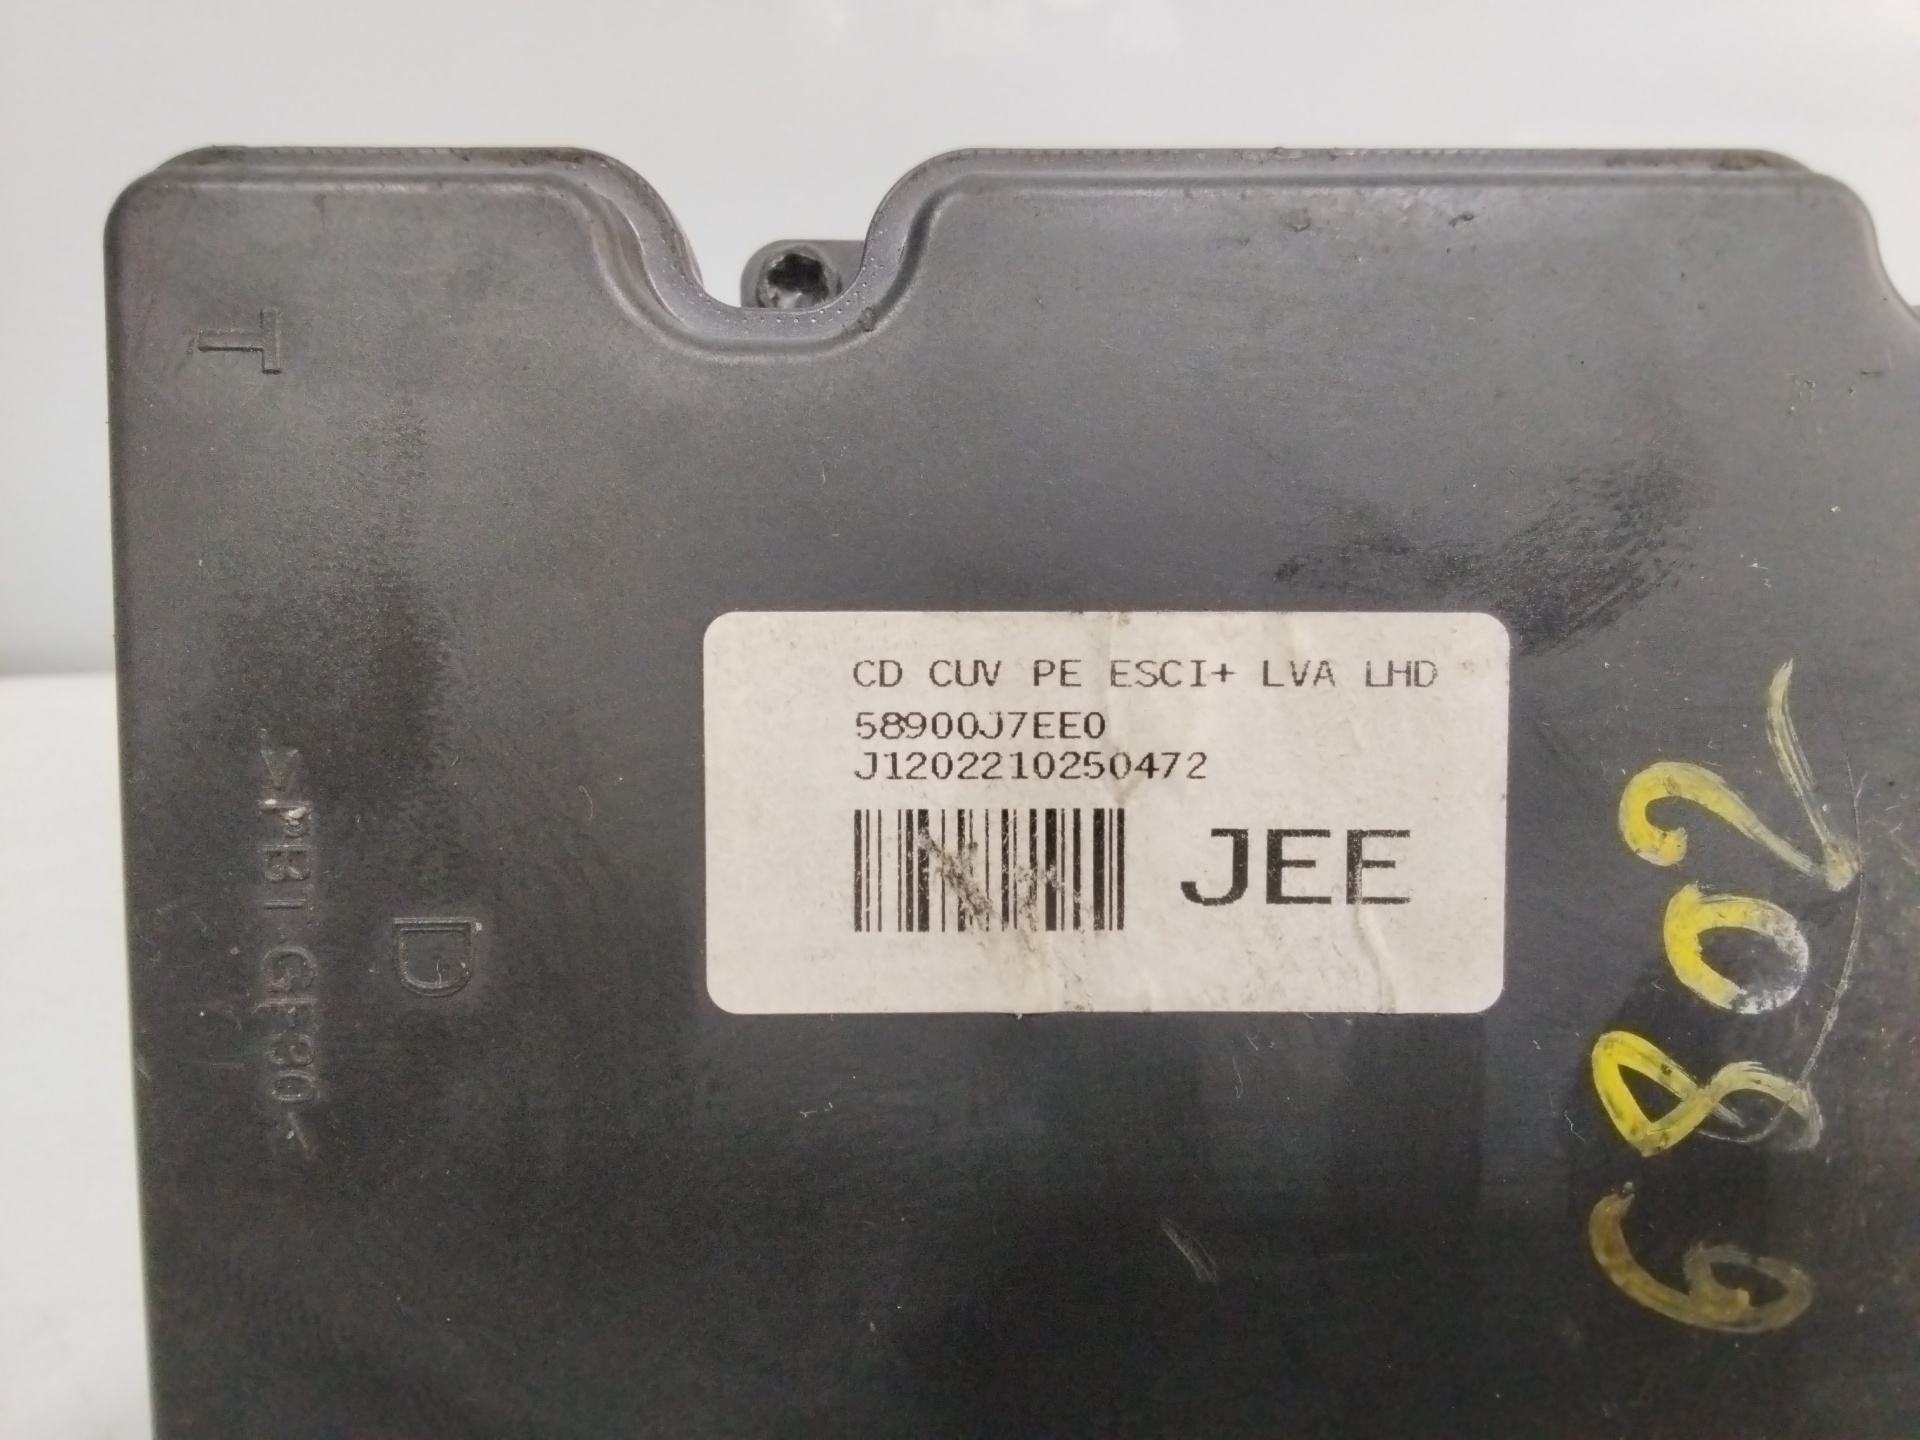 CD CUV PE ESCI+ LVA LHD
58900J7EE0
J1202210250472
JEE
T
D
>PBT-GF30<
6802